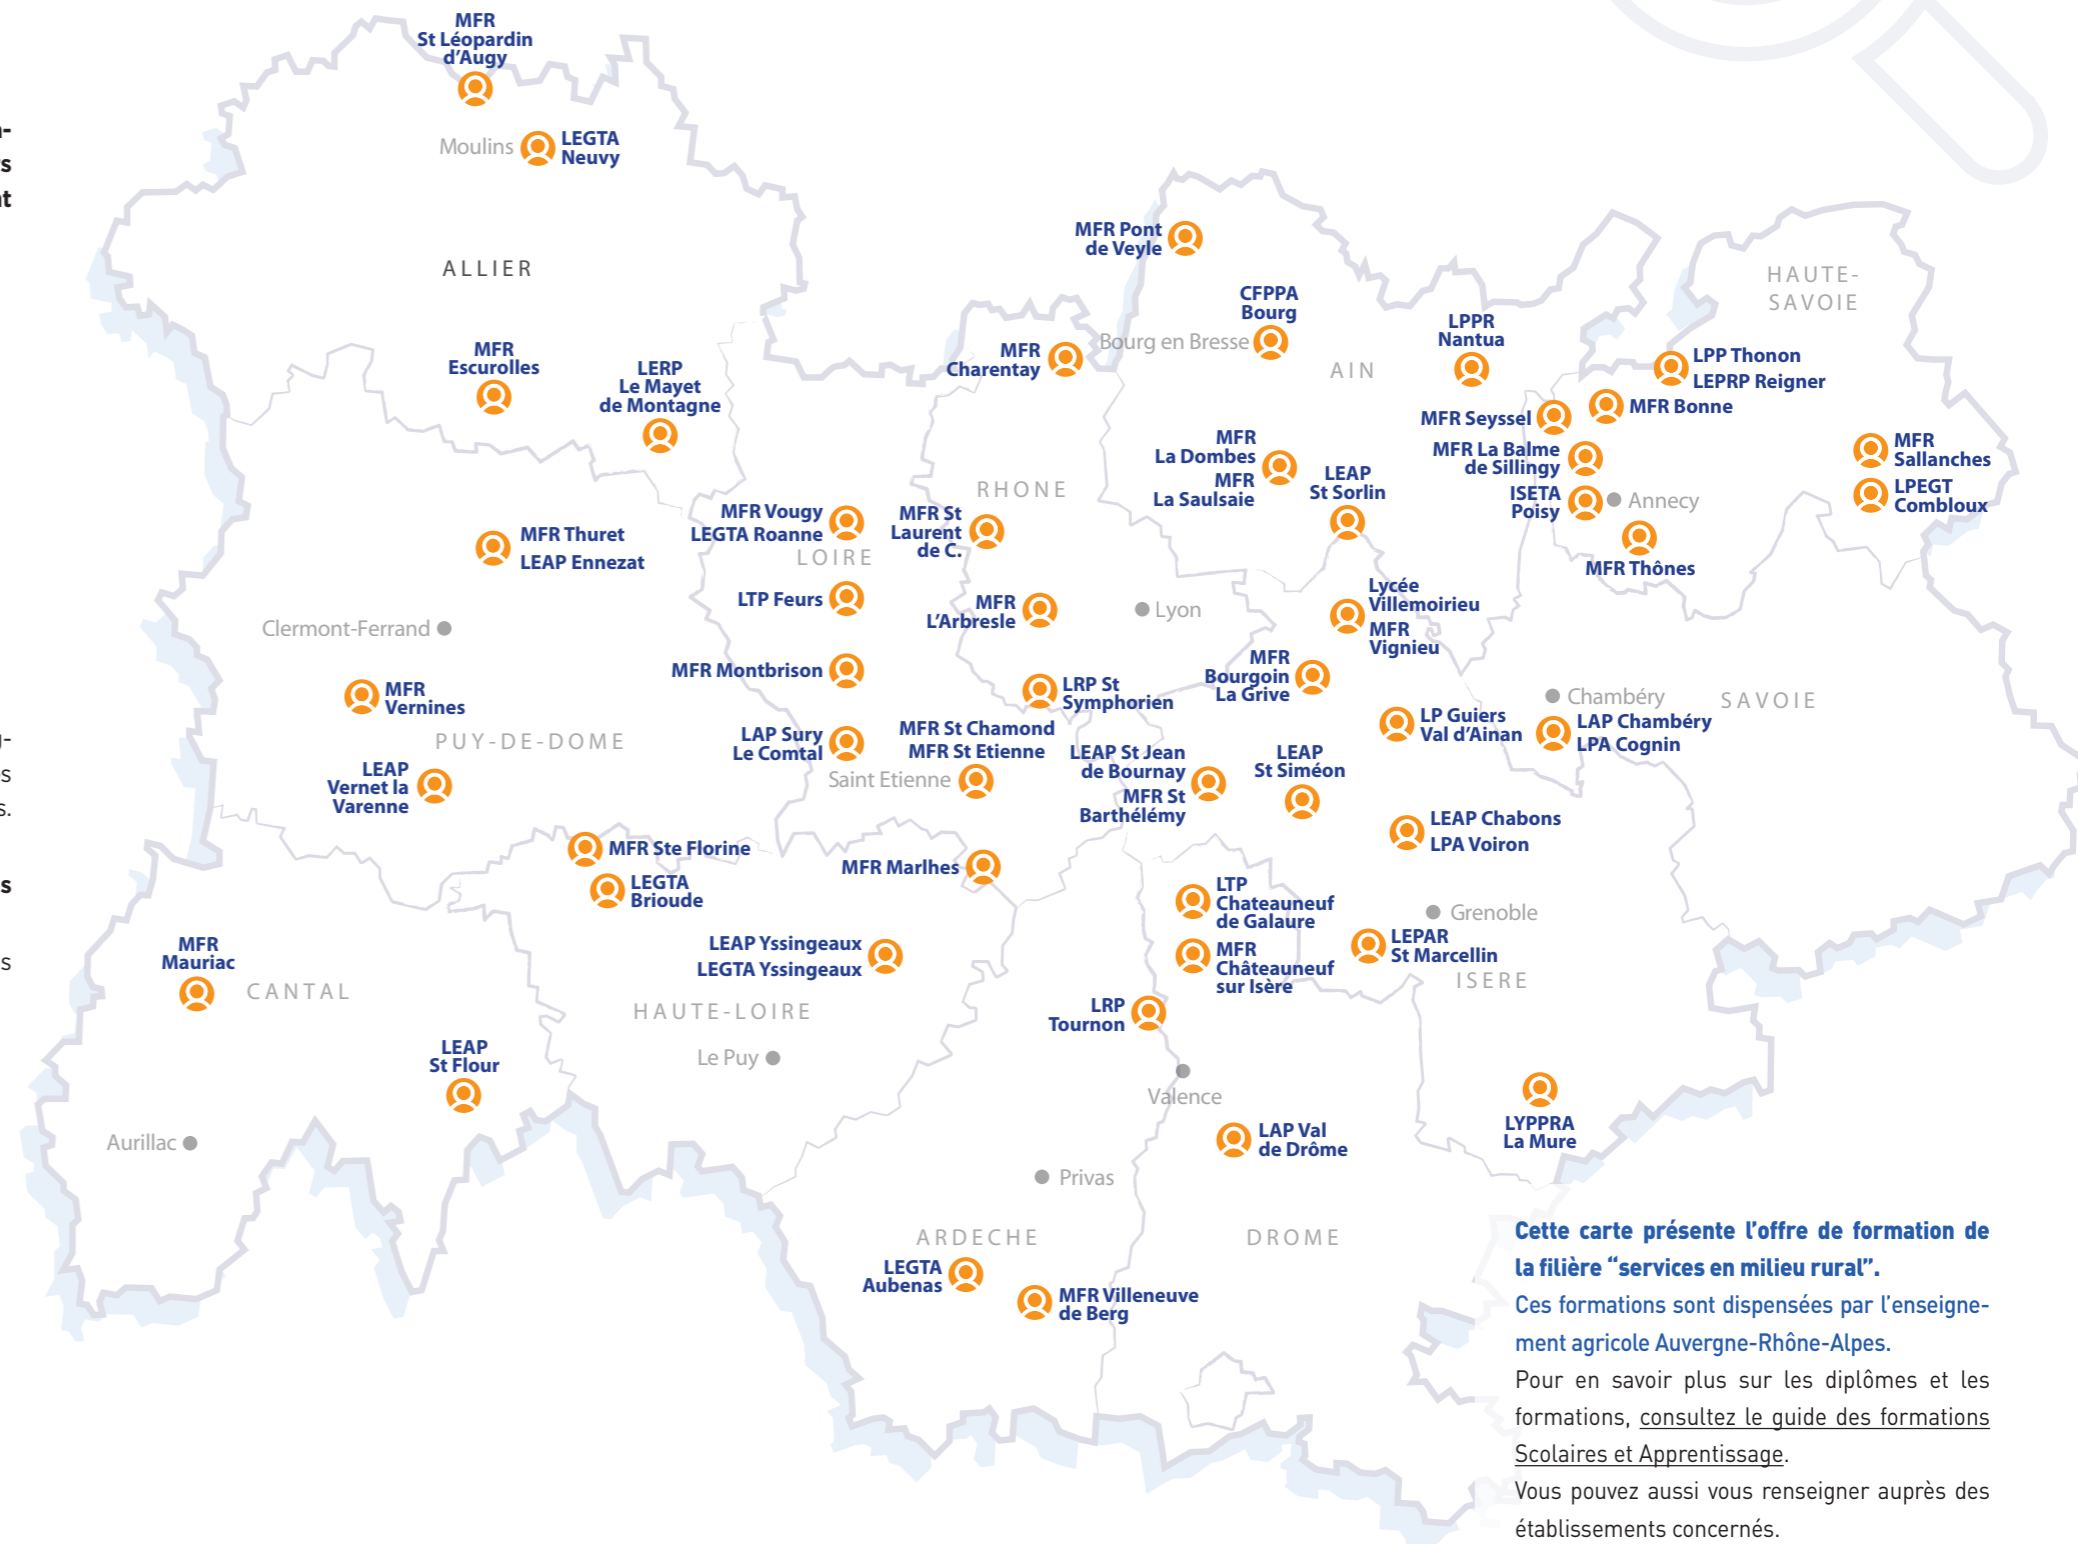 MFR
St Léopardin
d'Augy
Moulins
LEGTA
Neuvy
ALLIER
MFR
Escurolles
LERP
Le Mayet
de Montagne
MFR Pont
de Veyle
CFPPA
Bourg
Bourg en Bresse
MFR
Charentay
AIN
LPPR
Nantua
HAUTE-
SAVOIE
LPP Thonon
LEPRP Reigner
MFR Bonne
MFR Seyssel
MFR La Balme
de Sillingy
ISETA
Poisy
Annecy
MFR Thônes
MFR
Sallanches
LPEGT
Combloux
MFR
La Dombes
MFR
La Saulsaie
LEAP
St Sorlin
RHONE
MFR St
Laurent
de C.
MFR Vougy
LEGTA Roanne
LOIRE
LTP Feurs
MFR
L'Arbresle
Lyon
MFR Thuret
LEAP Ennezat
Clermont-Ferrand
MFR
Vernines
PUY-DE-DOME
LEAP
Vernet la
Varenne
MFR Montbrison
LAP Sury
Le Comtal
LRP St
Symphorien
MFR St Chamond
MFR St Etienne
Saint Etienne
Lycée
Villemoirieu
MFR
Vignieu
MFR
Bourgoin
La Grive
LEAP St Jean
de Bournay
MFR St
Barthélémy
LEAP
St Siméon
LP Guiers
Val d'Ainan
Chambéry
LAP Chambéry
LPA Cognin
SAVOIE
LEAP Chabons
LPA Voiron
MFR Ste Florine
LEGTA
Brioude
MFR Marlhes
LEAP Yssingeaux
LEGTA Yssingeaux
HAUTE-LOIRE
Le Puy
MFR
Mauriac
CANTAL
LEAP
St Flour
Aurillac
LTP
Chateauneuf
de Galaure
MFR
Châteauneuf
sur Isère
LRP
Tournon
Grenoble
LEPAR
St Marcellin
ISERE
LYPPRA
La Mure
Valence
LAP Val
de Drôme
Privas
ARDECHE
DROME
LEGTA
Aubenas
MFR Villeneuve
de Berg
Cette carte présente l'offre de formation de
la filière “services en milieu rural”.
Ces formations sont dispensées par l'enseigne-
ment agricole Auvergne-Rhône-Alpes.
Pour en savoir plus sur les diplômes et les
formations, consultez le guide des formations
Scolaires et Apprentissage.
Vous pouvez aussi vous renseigner auprès des
établissements concernés.